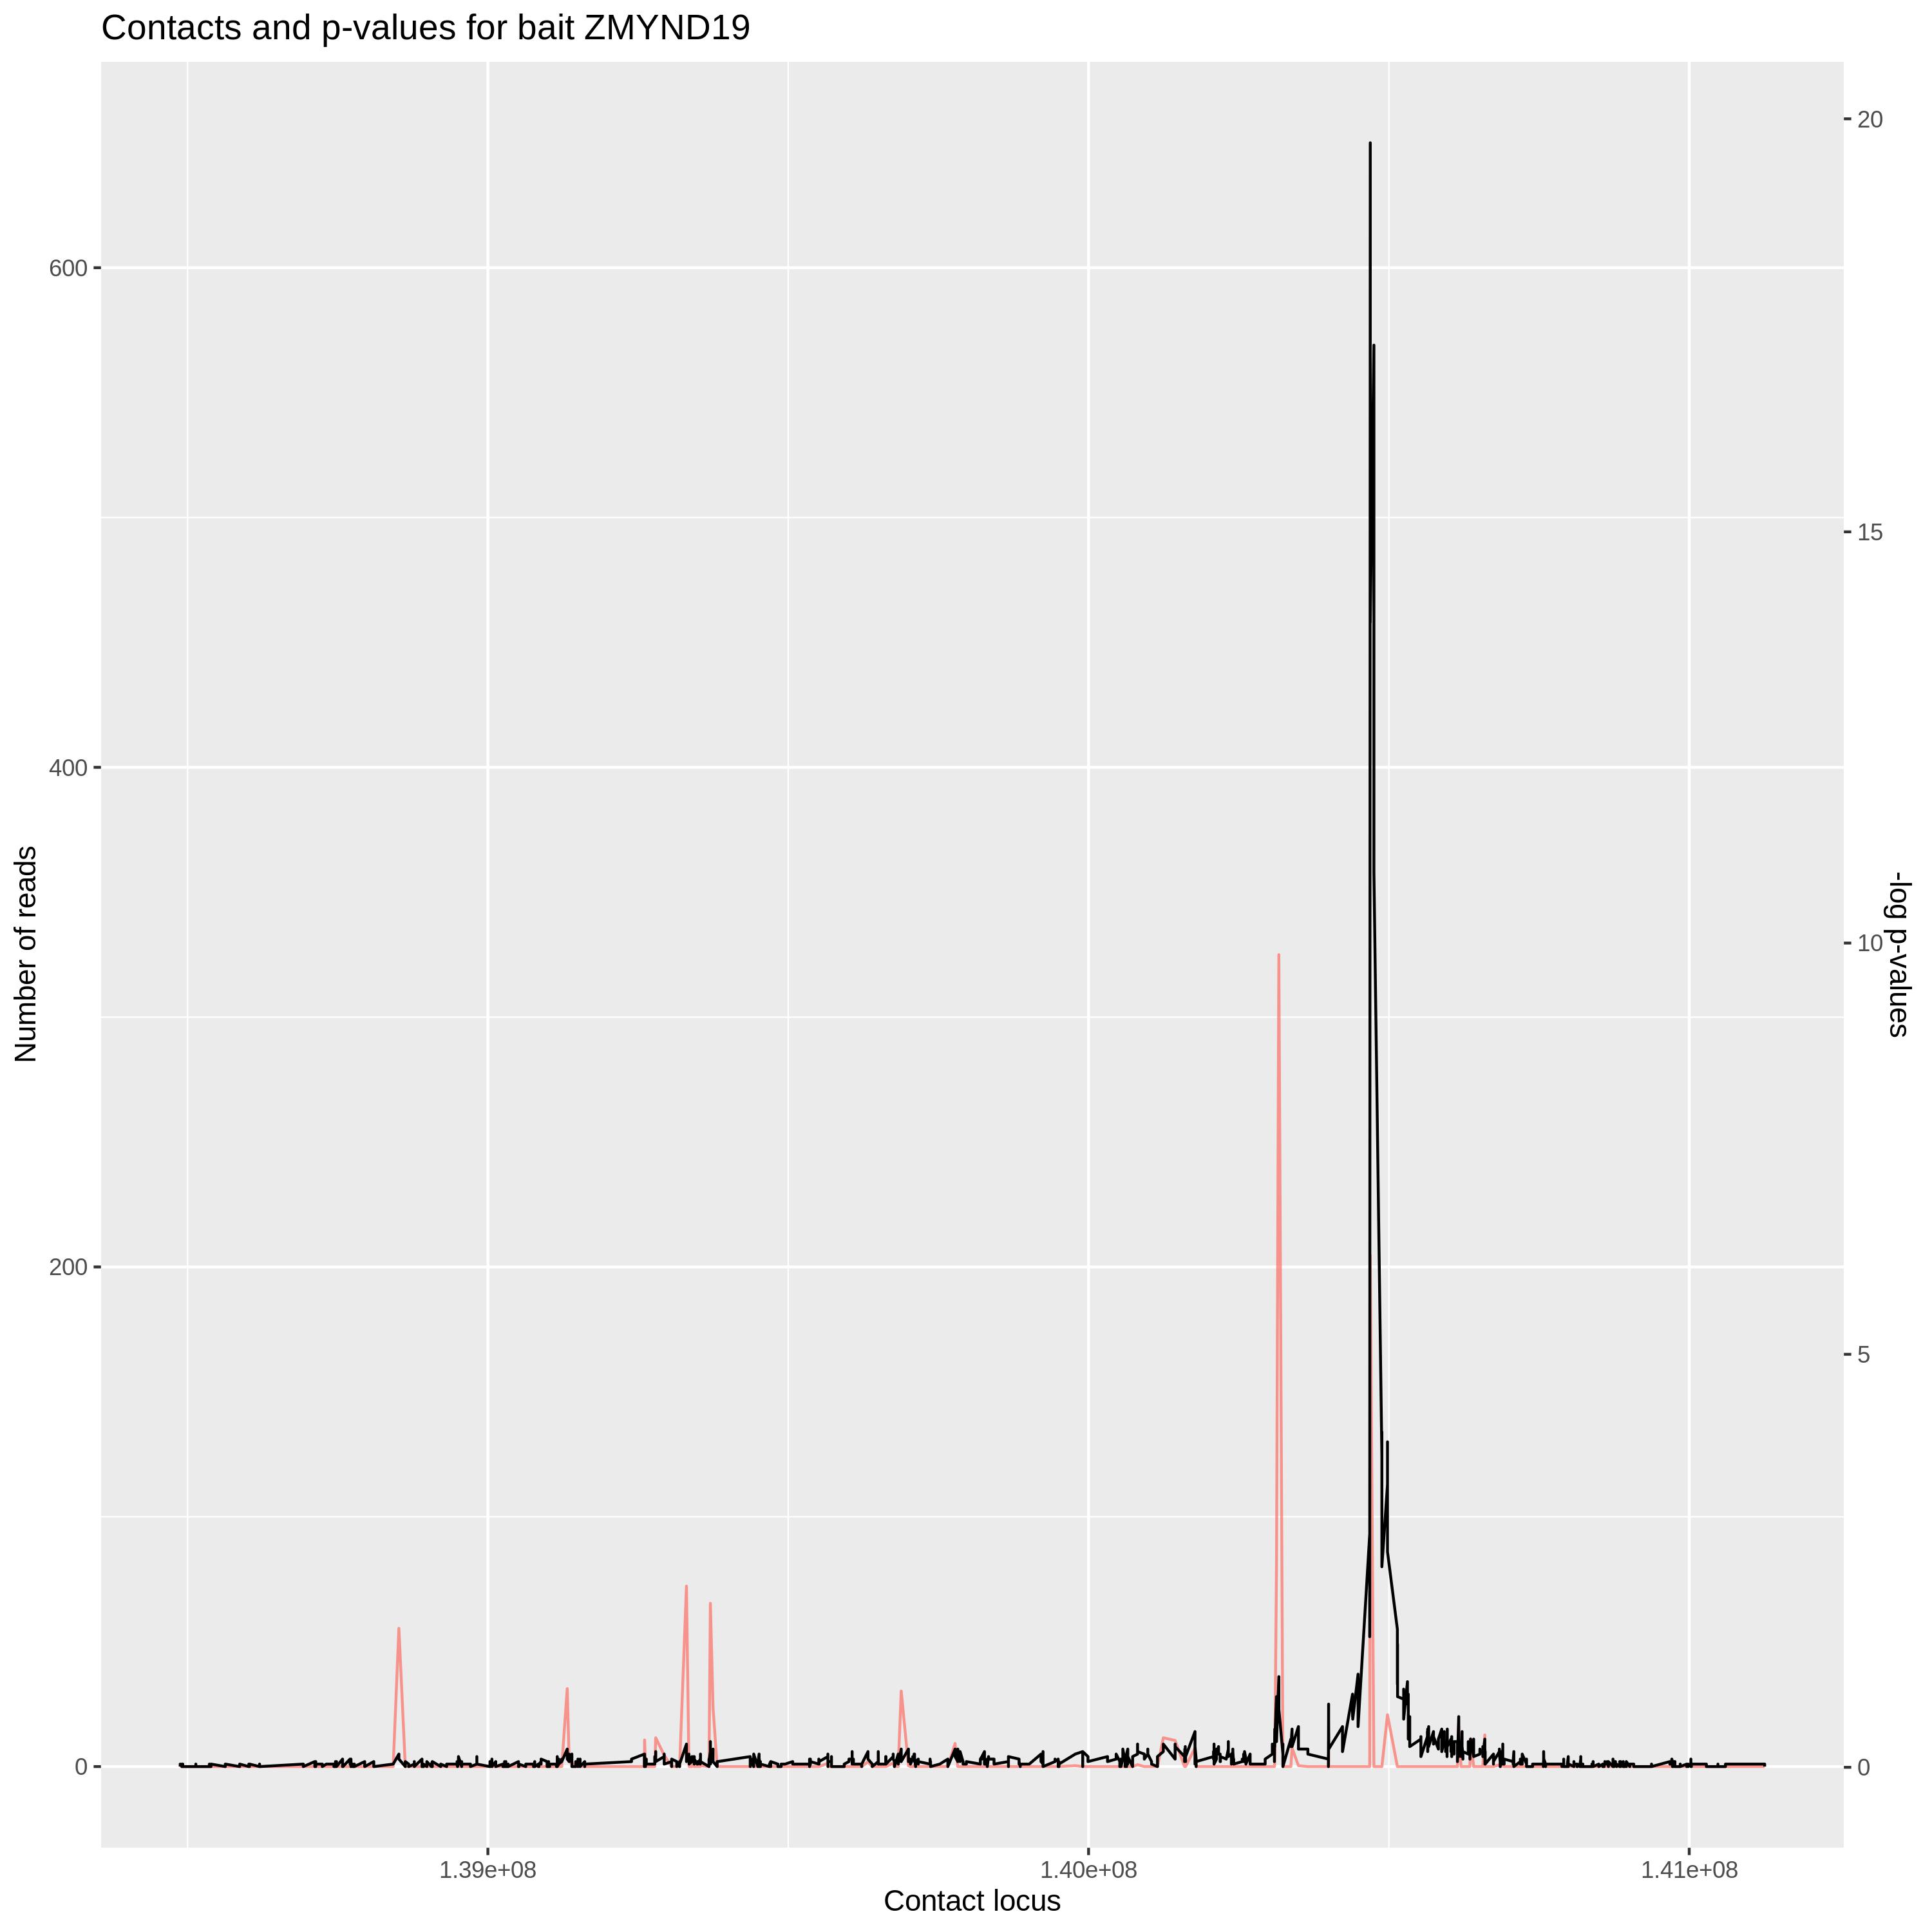 Contacts and p-values for bait ZMYND19
600
400
200
0
Number of reads
20
15
10
5
0
-log p-values
1.39e+08
1.40e+08
1.41e+08
Contact locus